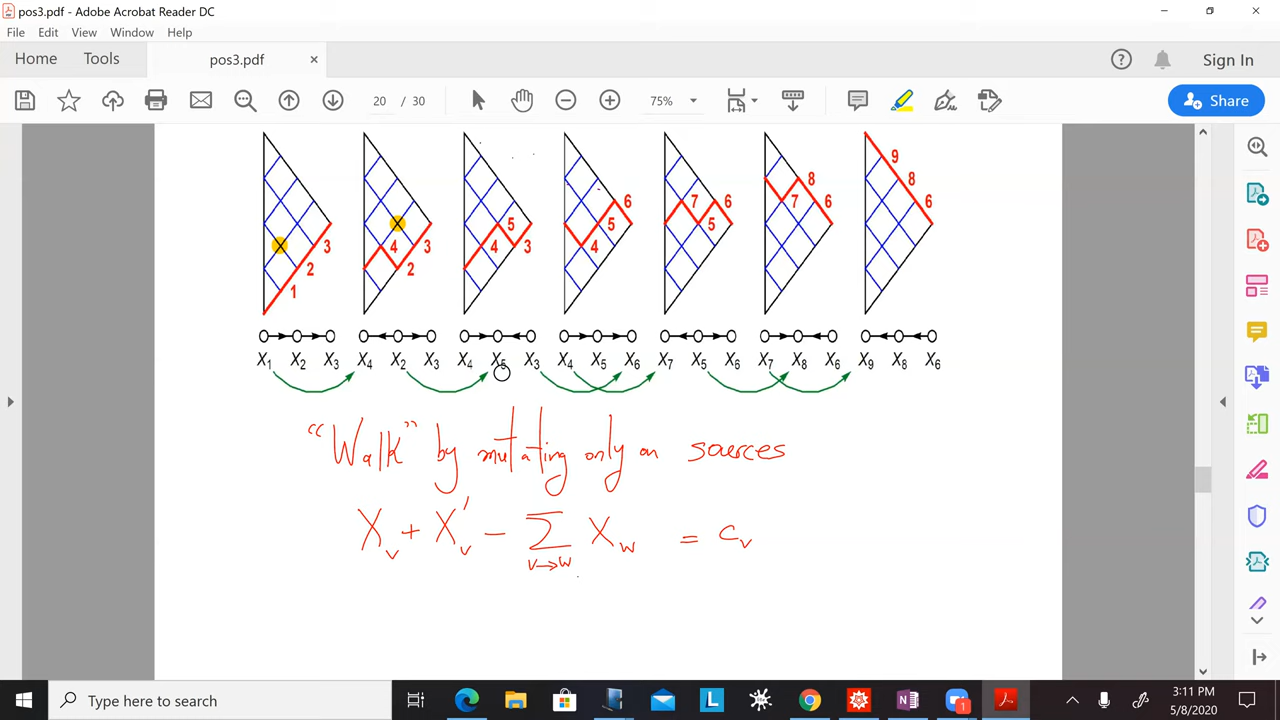 pos3.pdf - Adobe Acrobat Reader DC
File Edit View Window Help
Home Tools pos3.pdf × ? Sign In
20 / 30 75% Share
1 2 3 4 2 3 4 5 3 4 5 6 7 5 6 7 8 6 9 8 6
X1 X2 X3 X4 X2 X3 X4 X5 X3 X4 X5 X6 X7 X5 X6 X7 X8 X6 X9 X8 X6
"Walk" by mutating only on sources
Xv + Xv' - ∑ v→w Xw = cv
Type here to search
3:11 PM
5/8/2020